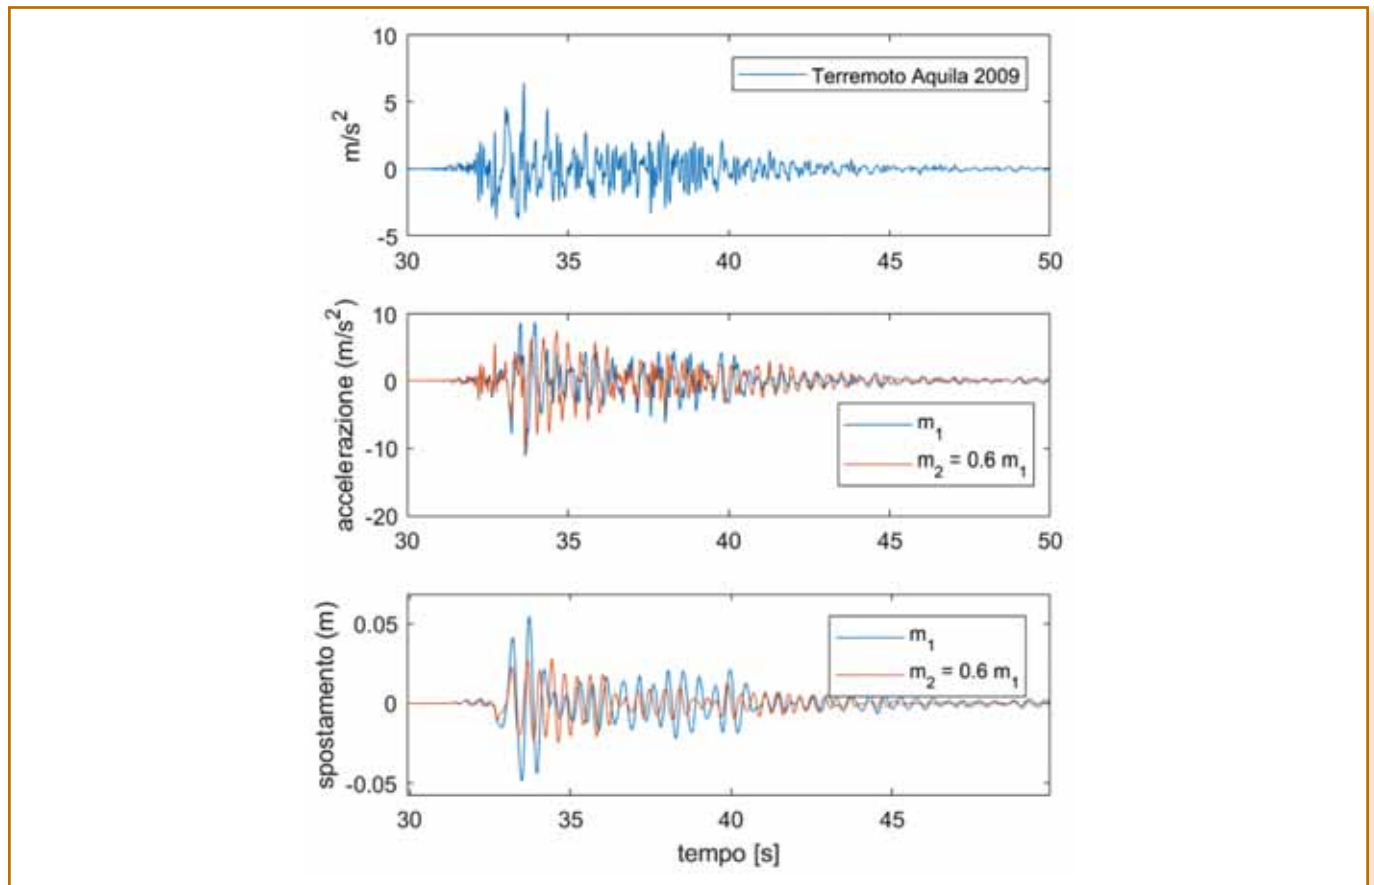 10
5
0
-5
m/s²
Terremoto Aquila 2009
30 35 40 45 50
10
0
-10
-20
accelerazione (m/s²)
m₁
m₂ = 0.6 m₁
30 35 40 45 50
0.05
0
-0.05
spostamento (m)
m₁
m₂ = 0.6 m₁
30 35 40 45
tempo [s]